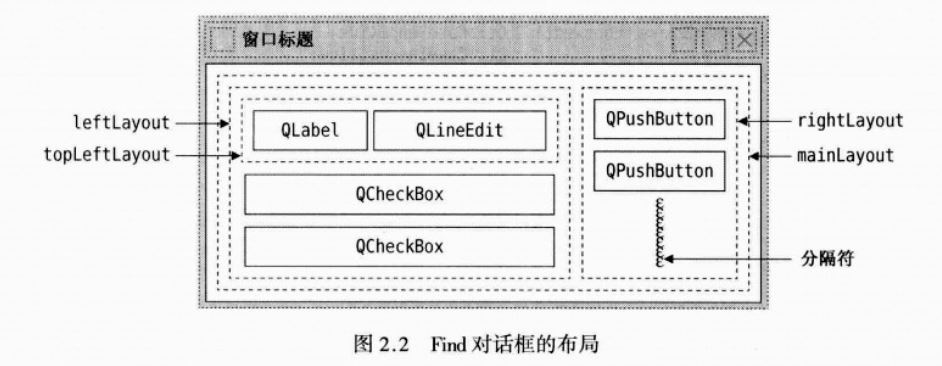 窗口标题
leftLayout
topLeftLayout
QLabel
QLineEdit
QCheckBox
QCheckBox
QPushButton
QPushButton
rightLayout
mainLayout
分隔符
图 2.2 Find 对话框的布局